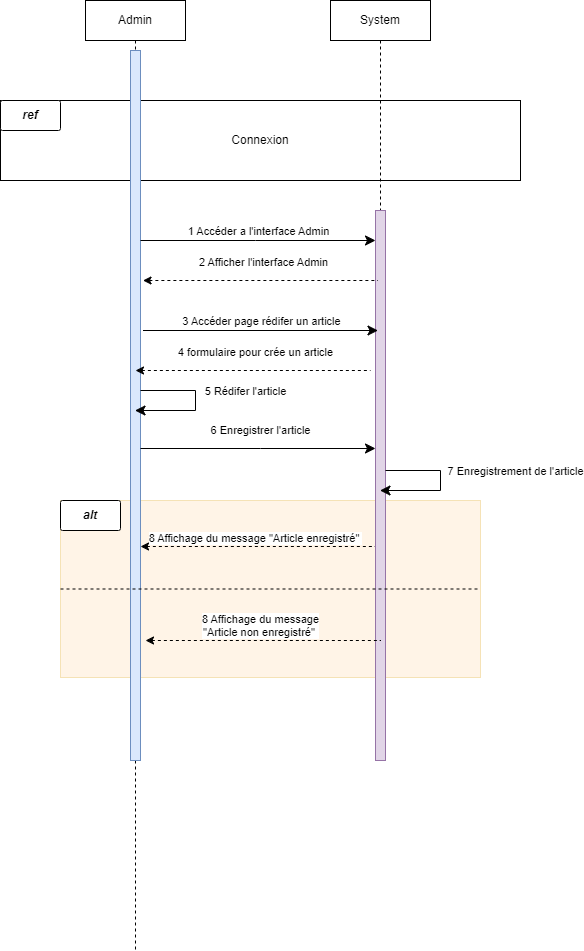 Admin
System
ref
Connexion
1 Accéder a l'interface Admin
2 Afficher l'interface Admin
3 Accéder page rédifer un article
4 formulaire pour crée un article
5 Rédifer l'article
6 Enregistrer l'article
7 Enregistrement de l'article
alt
8 Affichage du message "Article enregistré"
8 Affichage du message
"Article non enregistré"